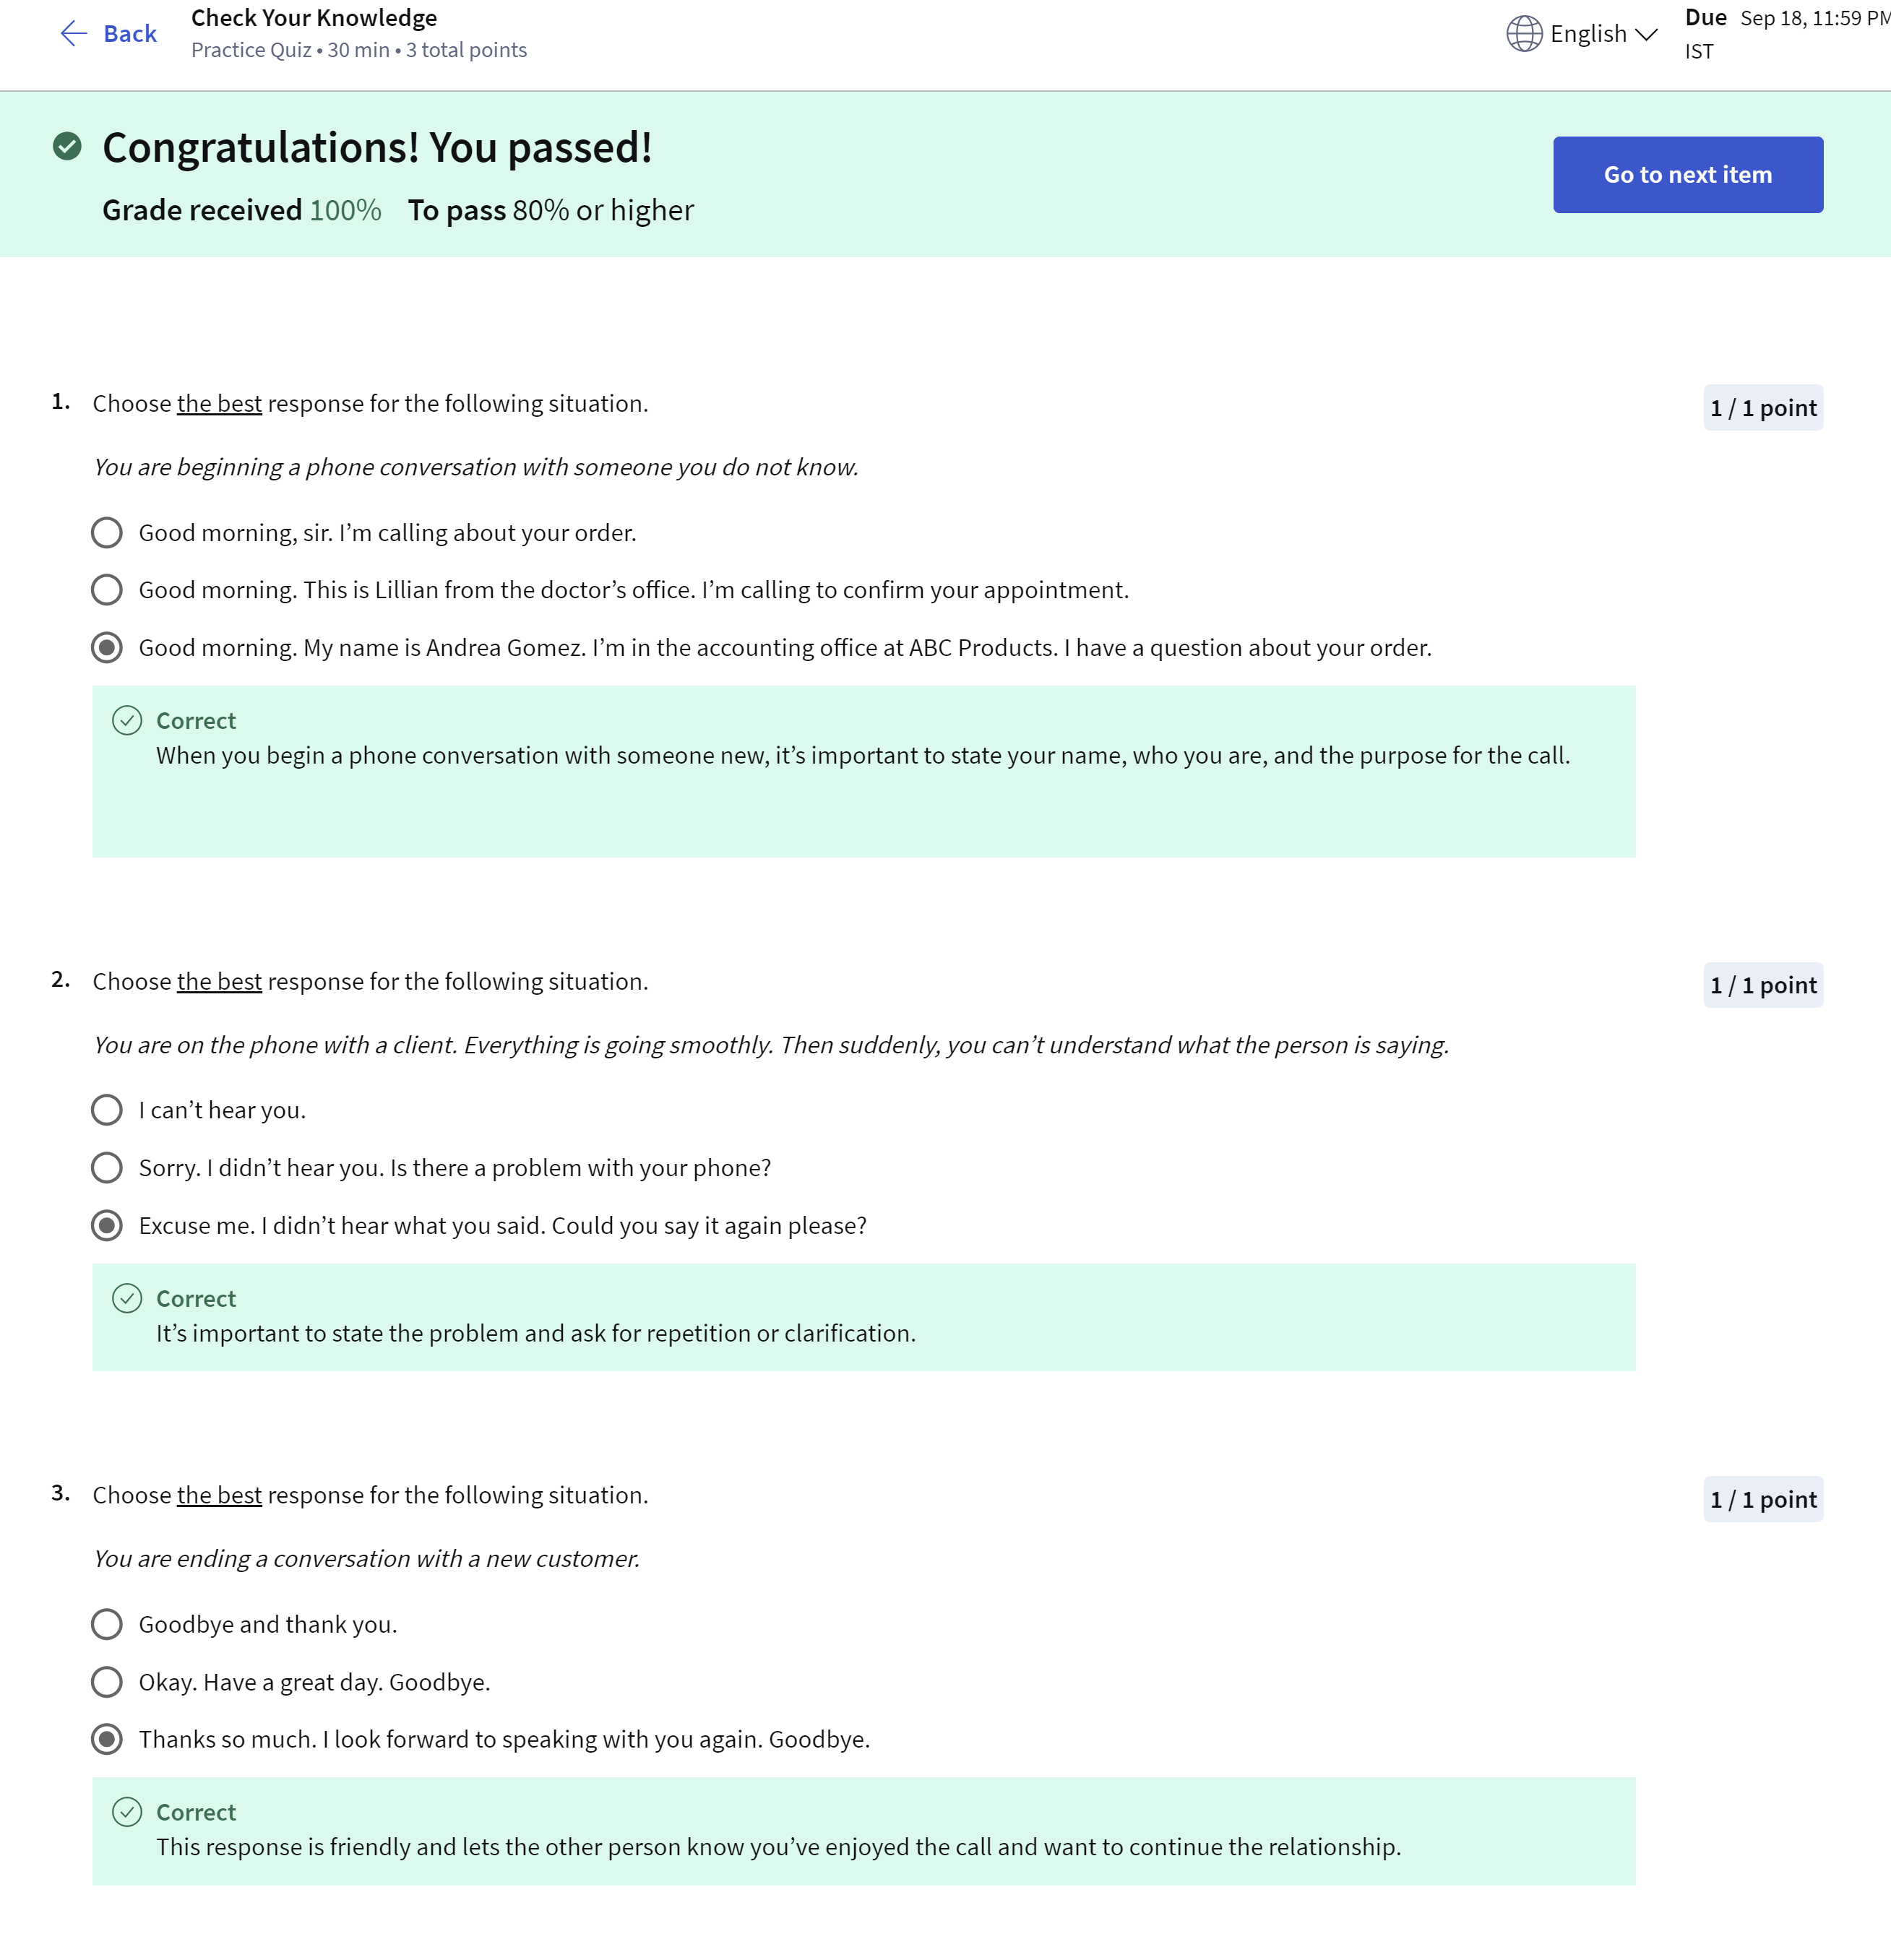 Back
Check Your Knowledge
Practice Quiz • 30 min • 3 total points
English
Due Sep 18, 11:59 PM
IST
Congratulations! You passed!
Grade received 100% To pass 80% or higher
Go to next item
1. Choose the best response for the following situation.
1 / 1 point
You are beginning a phone conversation with someone you do not know.
Good morning, sir. I’m calling about your order.
Good morning. This is Lillian from the doctor’s office. I’m calling to confirm your appointment.
Good morning. My name is Andrea Gomez. I’m in the accounting office at ABC Products. I have a question about your order.
Correct
When you begin a phone conversation with someone new, it’s important to state your name, who you are, and the purpose for the call.
2. Choose the best response for the following situation.
1 / 1 point
You are on the phone with a client. Everything is going smoothly. Then suddenly, you can’t understand what the person is saying.
I can’t hear you.
Sorry. I didn’t hear you. Is there a problem with your phone?
Excuse me. I didn’t hear what you said. Could you say it again please?
Correct
It’s important to state the problem and ask for repetition or clarification.
3. Choose the best response for the following situation.
1 / 1 point
You are ending a conversation with a new customer.
Goodbye and thank you.
Okay. Have a great day. Goodbye.
Thanks so much. I look forward to speaking with you again. Goodbye.
Correct
This response is friendly and lets the other person know you’ve enjoyed the call and want to continue the relationship.